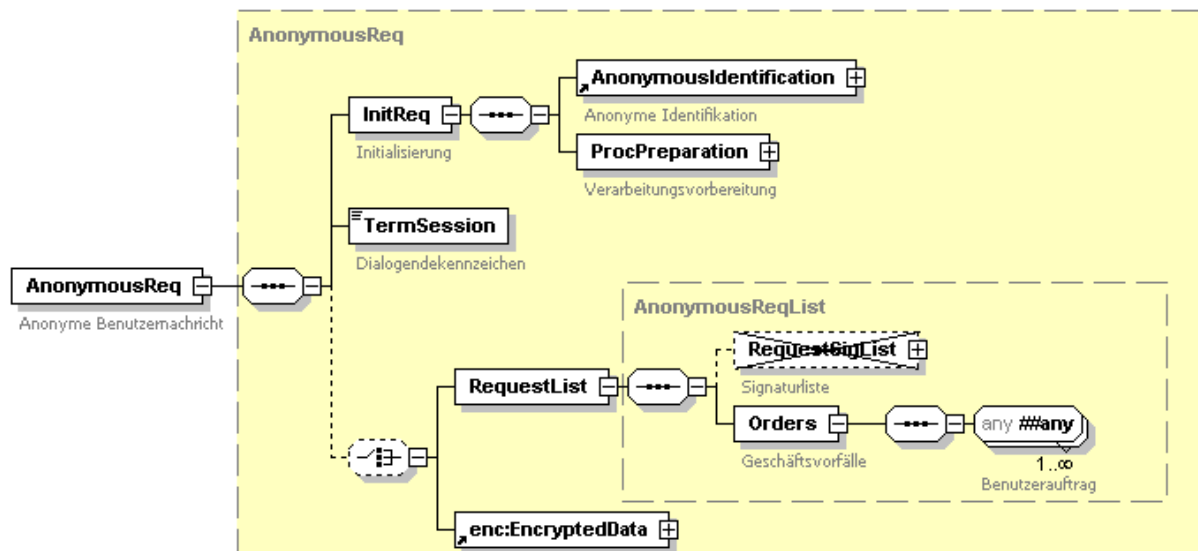 AnonymousReq
AnonymousIdentification
Anonyme Identifikation
InitReq
Initialisierung
ProcPreparation
Verarbeitungsvorbereitung
TermSession
Dialogendekennzeichen
AnonymousReq
Anonyme Benutzernachricht
AnonymousReqList
RequestSigList
Signaturliste
RequestList
Orders
any ##any
Geschäftsvorfälle
1..∞
Benutzerauftrag
enc:EncryptedData